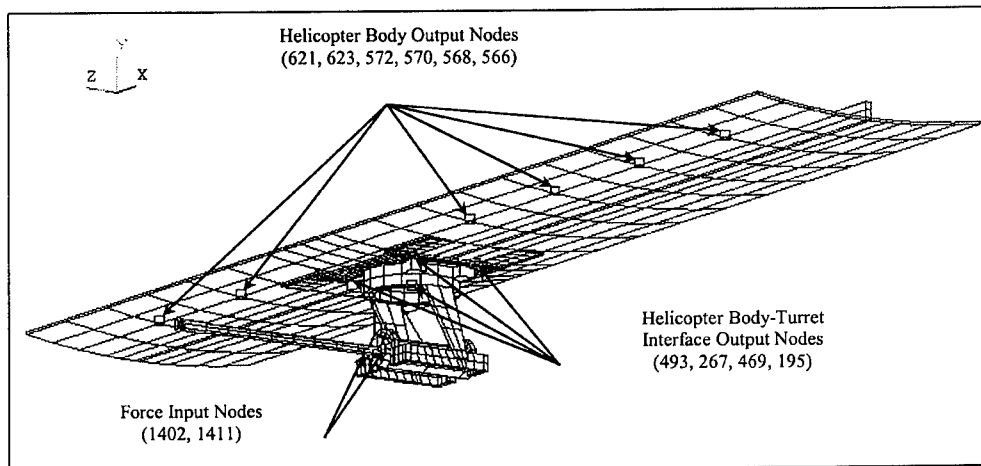 Helicopter Body Output Nodes
(621, 623, 572, 570, 568, 566)
Y
Z X
Helicopter Body-Turret
Interface Output Nodes
(493, 267, 469, 195)
Force Input Nodes
(1402, 1411)